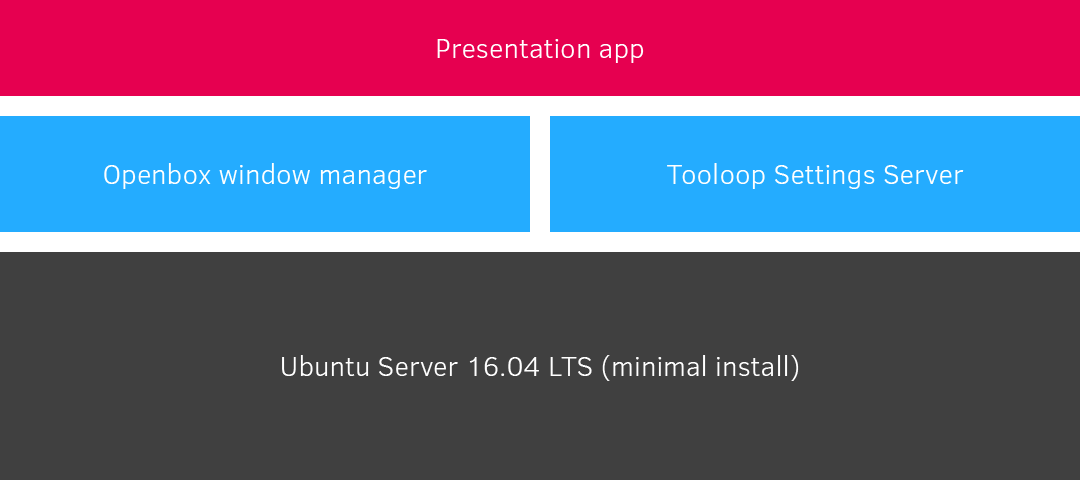 Presentation app
Openbox window manager
Tooloop Settings Server
Ubuntu Server 16.04 LTS (minimal install)